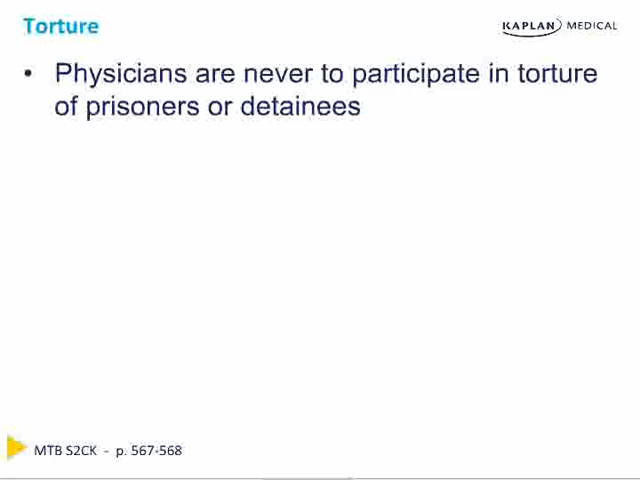 Torture
KAPLAN MEDICAL
• Physicians are never to participate in torture
of prisoners or detainees
MTB S2CK - p. 567-568